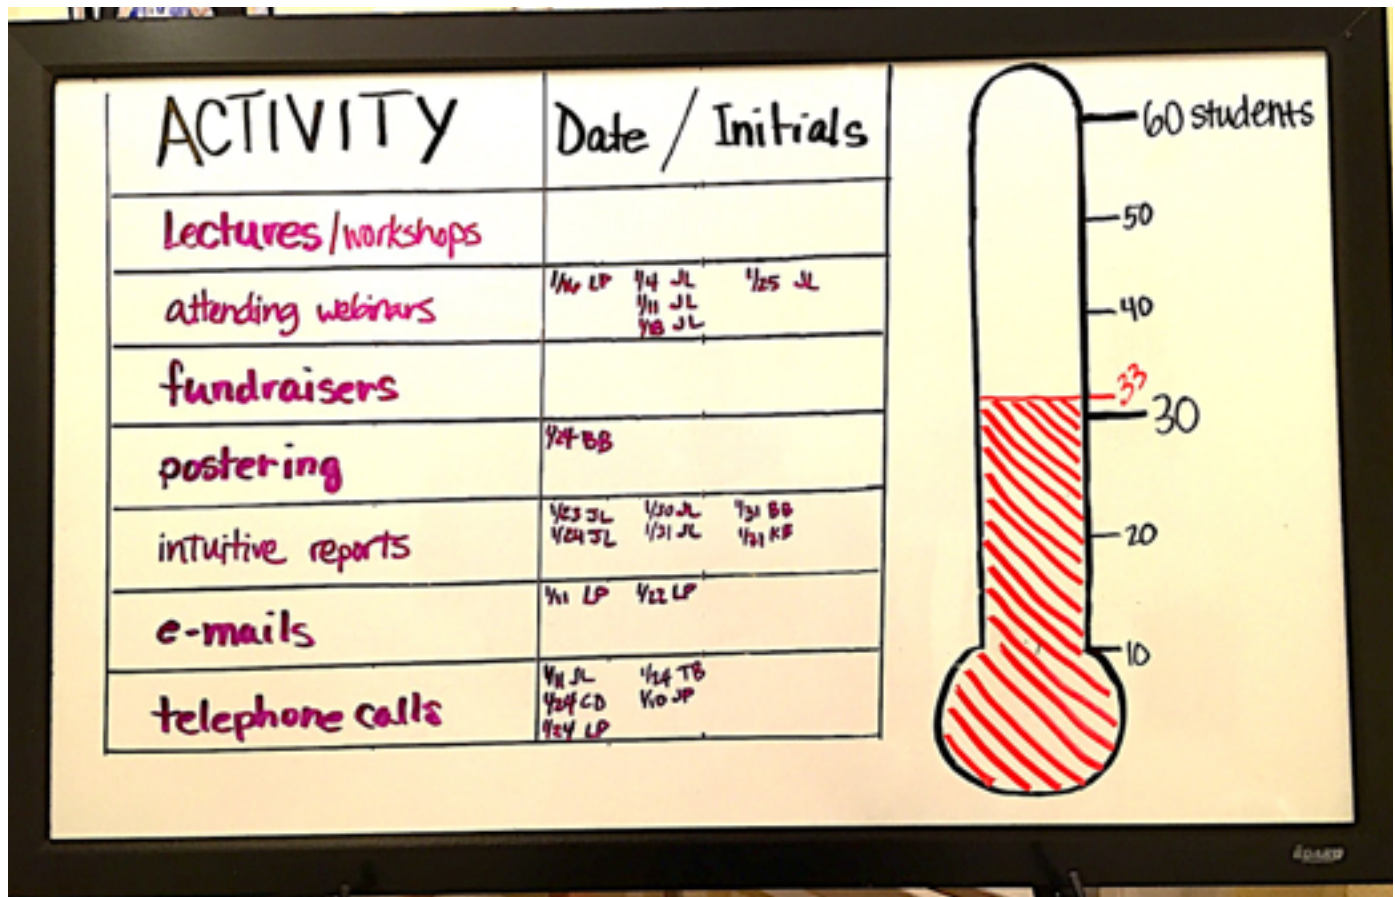 ACTIVITY Date / Initials
Lectures/workshops
attending webinars 1/16 LP 1/4 JL 1/25 JL
1/11 JL
1/18 JL
fundraisers
postering 1/24 BB
intuitive reports 1/23 JL 1/30 JL 1/31 BB
1/24 JL 1/31 JL 1/31 KB
e-mails 1/11 LP 1/22 LP
telephone calls 1/11 JL 1/24 TB
1/24 CD 1/10 JP
1/24 LP
60 students
50
40
33
30
20
10